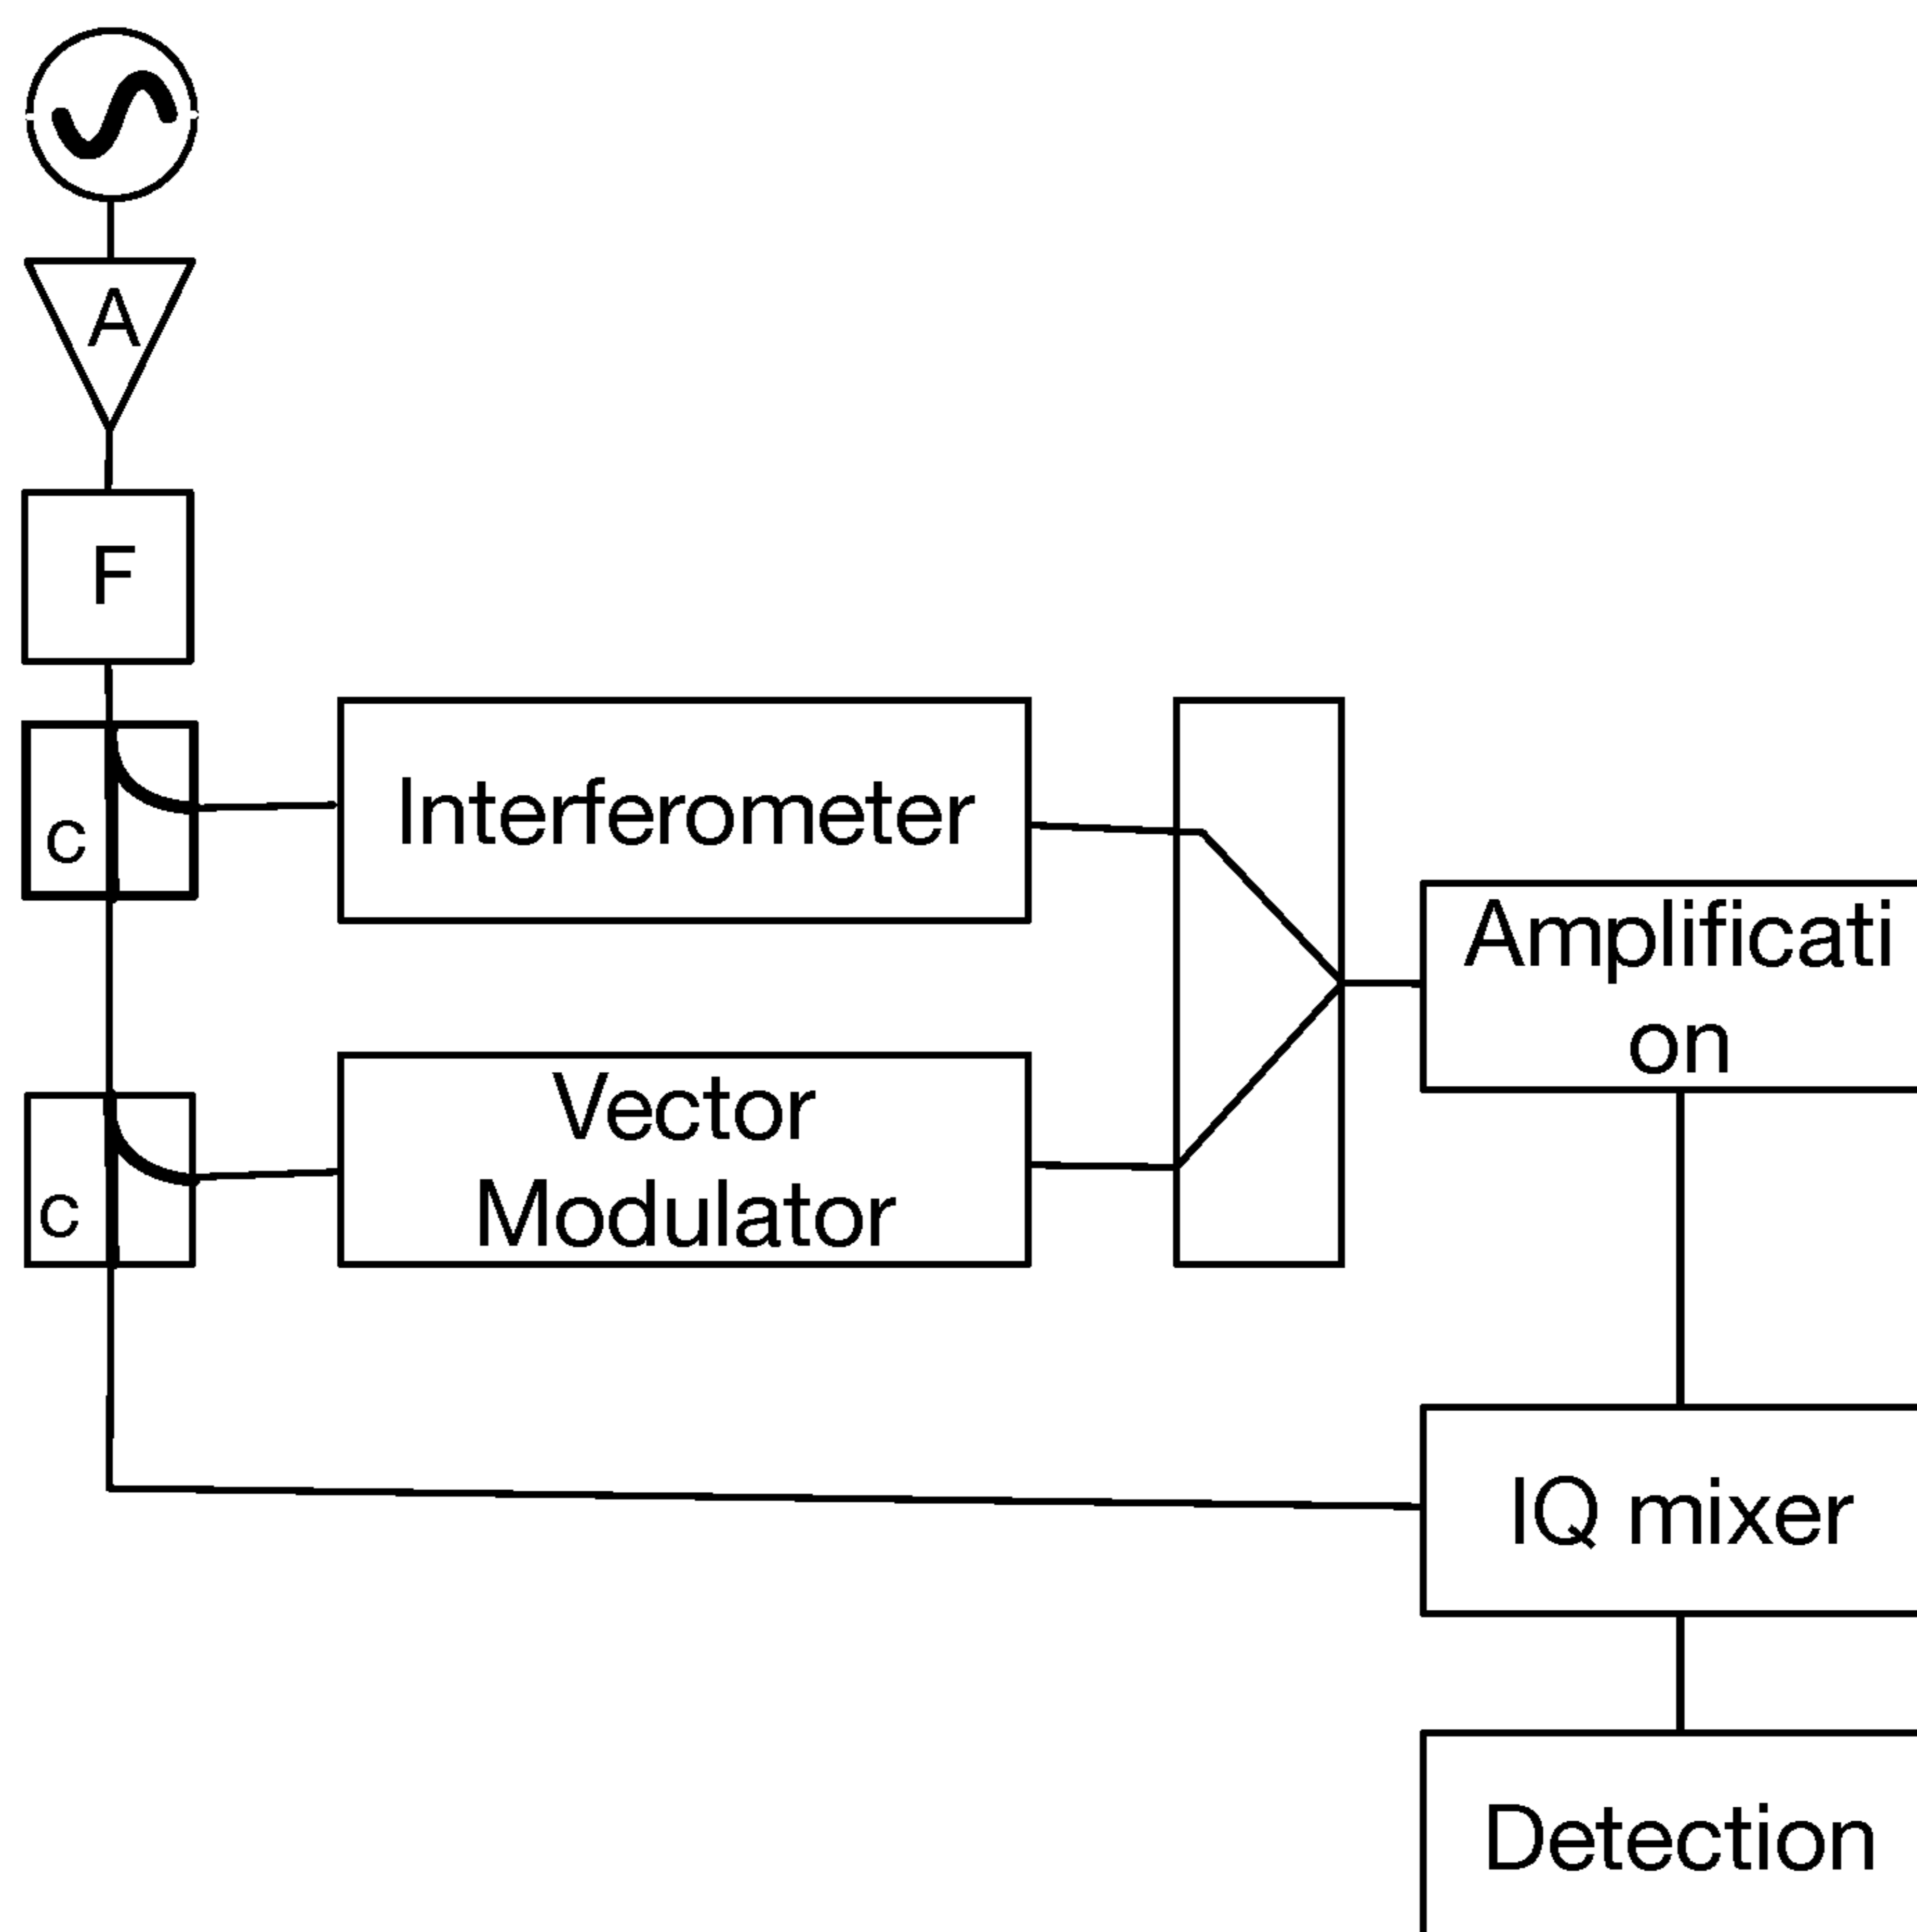 A
F
c
Interferometer
Amplificati
on
c
Vector
Modulator
IQ mixer
Detection